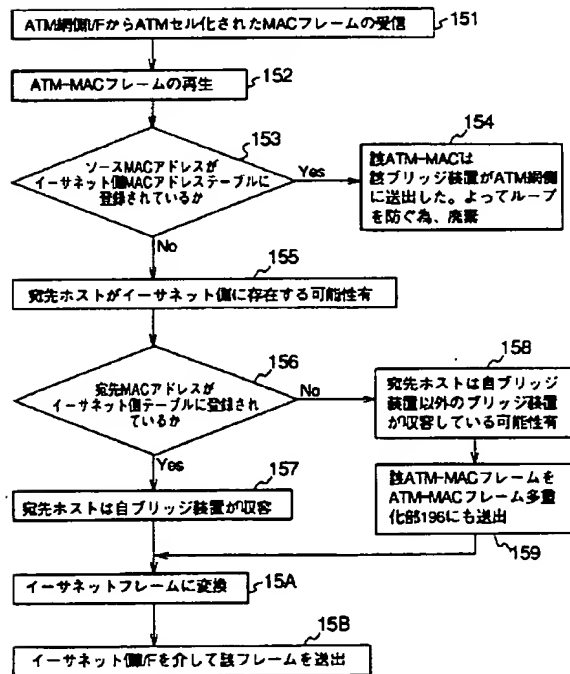 ATM網側I/FからATMセル化されたMACフレームの受信
151
ATM-MACフレームの再生
152
153
ソースMACアドレスが
イーサネット側MACアドレステーブルに
登録されているか
Yes
No
154
該ATM-MACは
該ブリッジ装置がATM網側
に送出した。よってループ
を防ぐ為、廃棄
155
宛先ホストがイーサネット側に存在する可能性有
156
宛先MACアドレスが
イーサネット側テーブルに登録され
ているか
No
Yes
158
宛先ホストは自ブリッジ
装置以外のブリッジ装置
が収容している可能性有
157
宛先ホストは自ブリッジ装置が収容
該ATM-MACフレームを
ATM-MACフレーム多重
化部196にも送出
159
イーサネットフレームに変換
15A
15B
イーサネット側I/Fを介して該フレームを送出